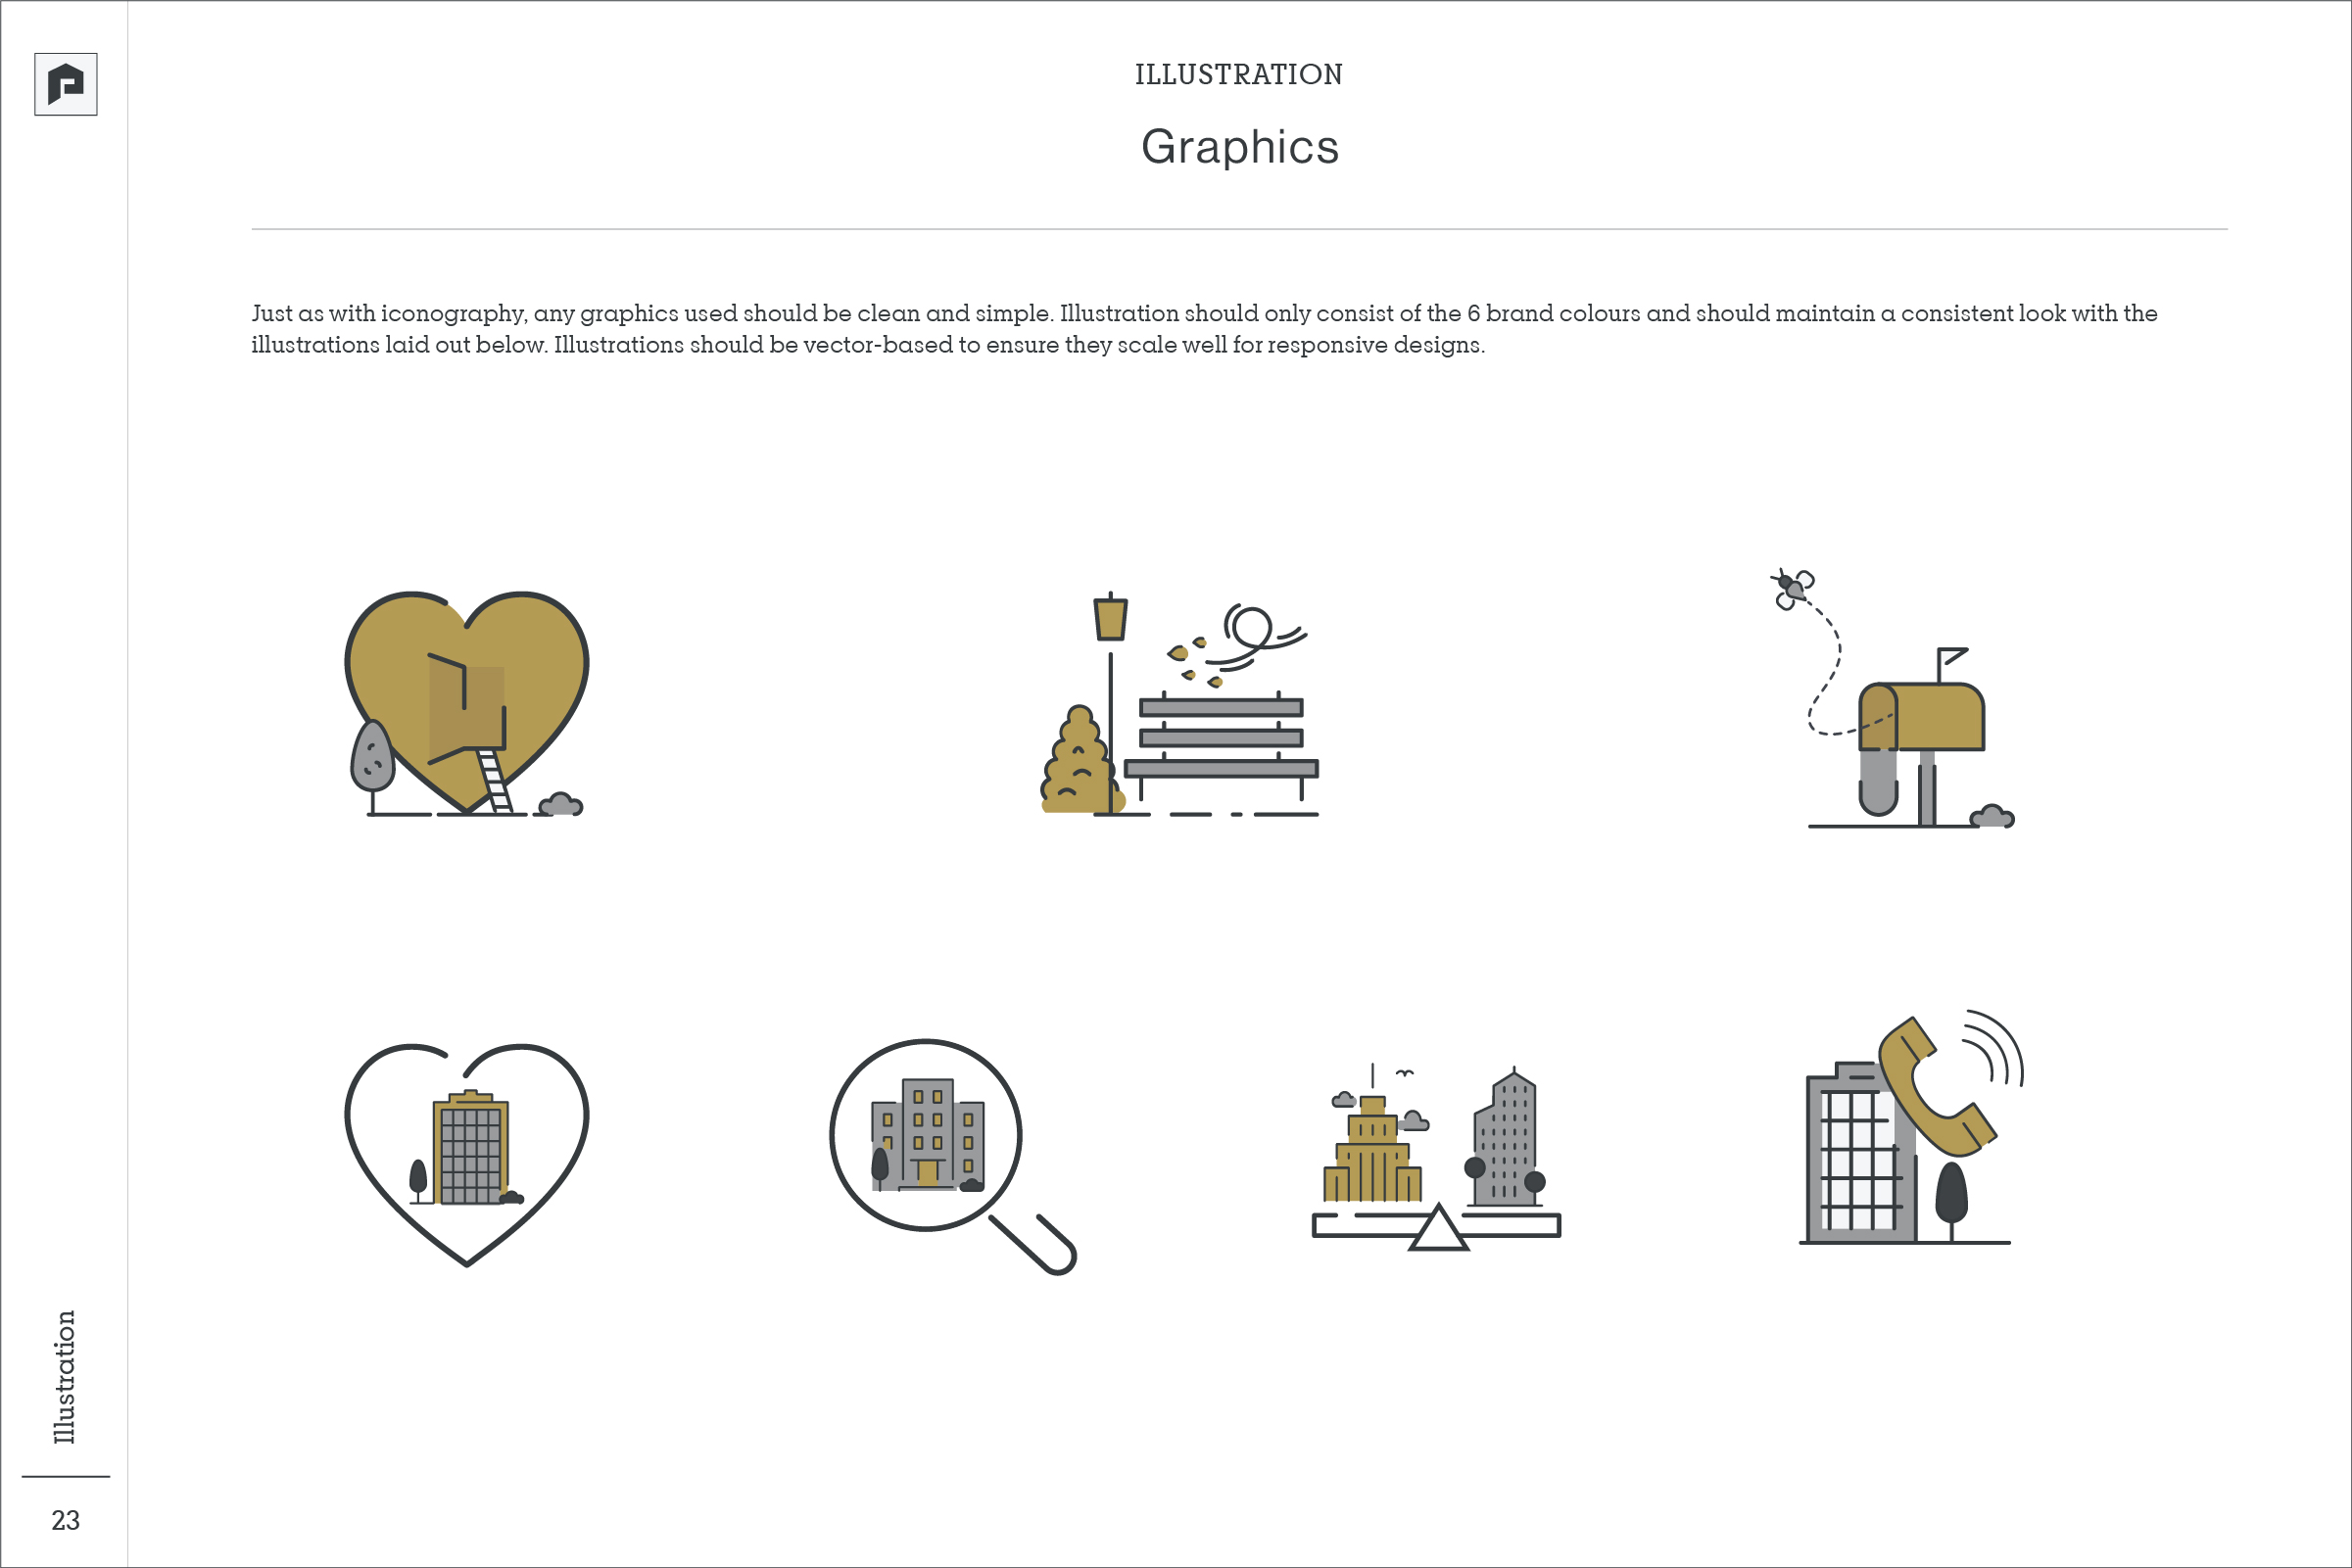 ILLUSTRATION
Graphics
Just as with iconography, any graphics used should be clean and simple. Illustration should only consist of the 6 brand colours and should maintain a consistent look with the
illustrations laid out below. Illustrations should be vector-based to ensure they scale well for responsive designs.
Illustration
23